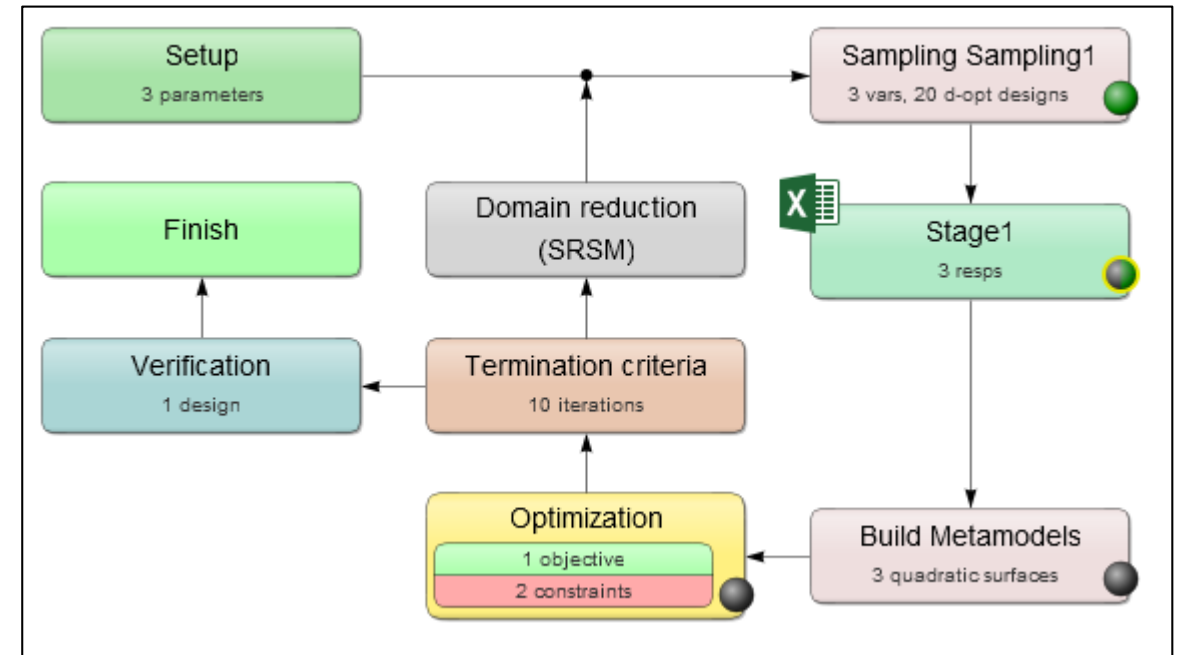 Setup
3 parameters
Sampling Sampling1
3 vars, 20 d-opt designs
Finish
Domain reduction
(SRSM)
X
Stage1
3 resps
Verification
1 design
Termination criteria
10 iterations
Optimization
1 objective
2 constraints
Build Metamodels
3 quadratic surfaces